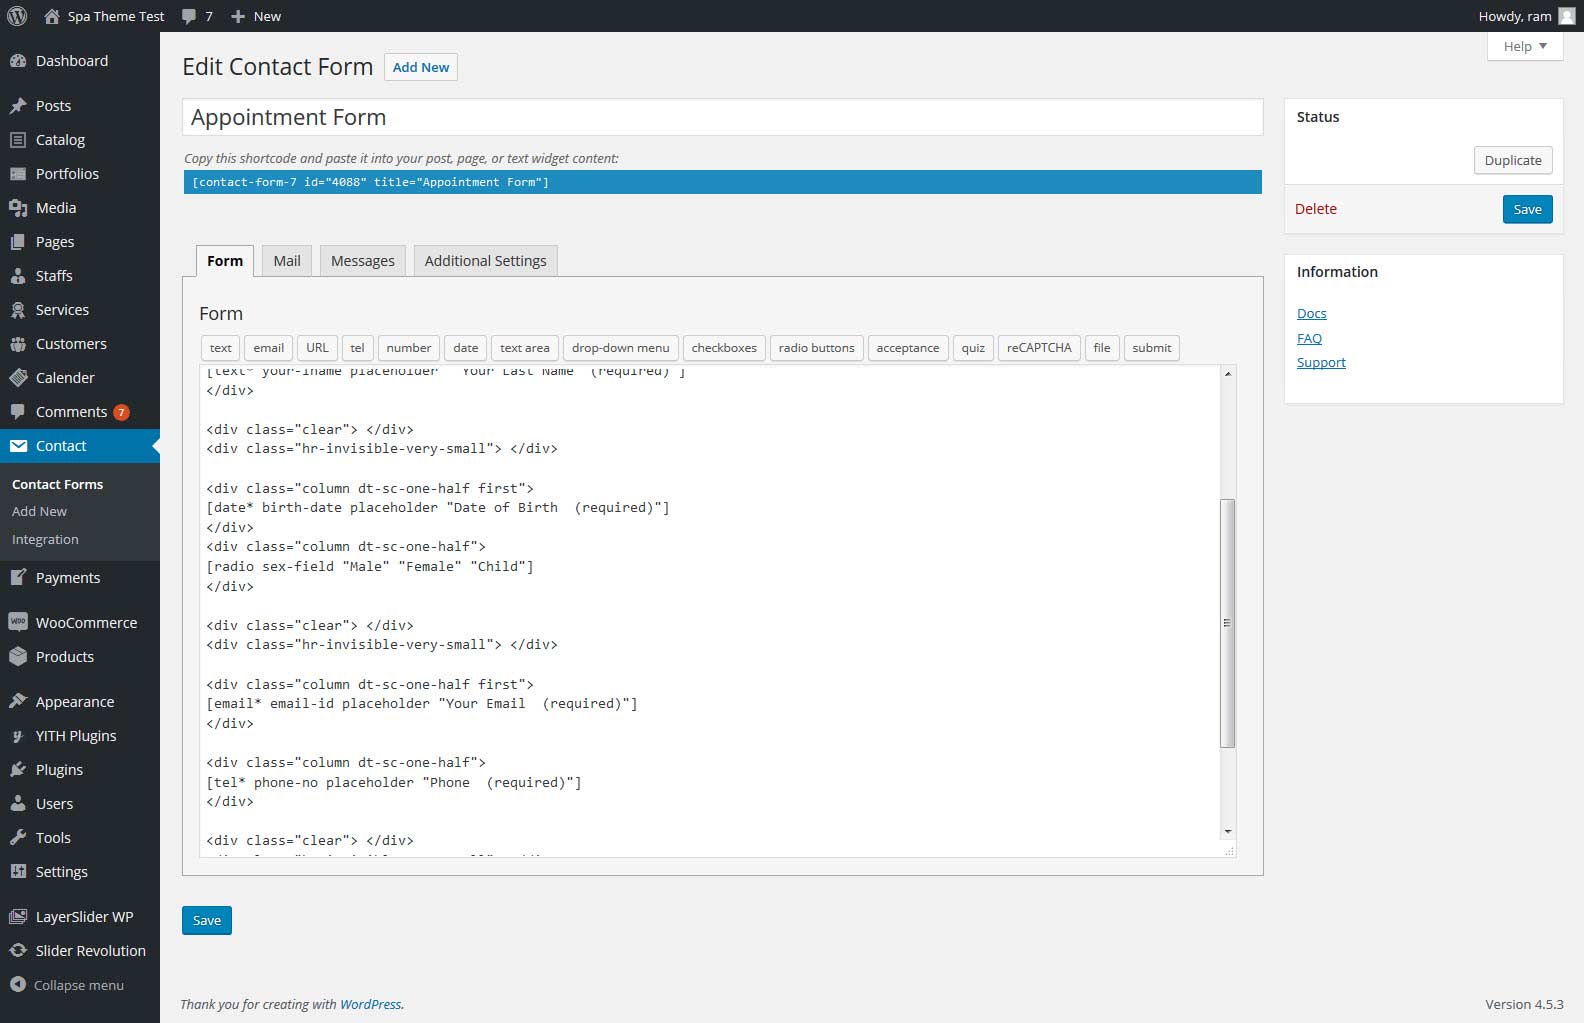 Spa Theme Test 7 New Howdy, ram
Help
Dashboard
Posts
Catalog
Portfolios
Media
Pages
Staffs
Services
Customers
Calender
Comments 7
Contact
Contact Forms
Add New
Integration
Payments
WooCommerce
Products
Appearance
YITH Plugins
Plugins
Users
Tools
Settings
LayerSlider WP
Slider Revolution
Collapse menu
Edit Contact Form Add New
Appointment Form
Copy this shortcode and paste it into your post, page, or text widget content:
[contact-form-7 id="4088" title="Appointment Form"]
Form Mail Messages Additional Settings
Form
text email URL tel number date text area drop-down menu checkboxes radio buttons acceptance quiz reCAPTCHA file submit
[text* your-lname placeholder "Your Last Name (required)"]
</div>
<div class="clear"> </div>
<div class="hr-invisible-very-small"> </div>
<div class="column dt-sc-one-half first">
[date* birth-date placeholder "Date of Birth  (required)"]
</div>
<div class="column dt-sc-one-half">
[radio sex-field "Male" "Female" "Child"]
</div>
<div class="clear"> </div>
<div class="hr-invisible-very-small"> </div>
<div class="column dt-sc-one-half first">
[email* email-id placeholder "Your Email  (required)"]
</div>
<div class="column dt-sc-one-half">
[tel* phone-no placeholder "Phone  (required)"]
</div>
<div class="clear"> </div>
Save
Status
Duplicate
Delete Save
Information
Docs
FAQ
Support
Thank you for creating with WordPress.
Version 4.5.3